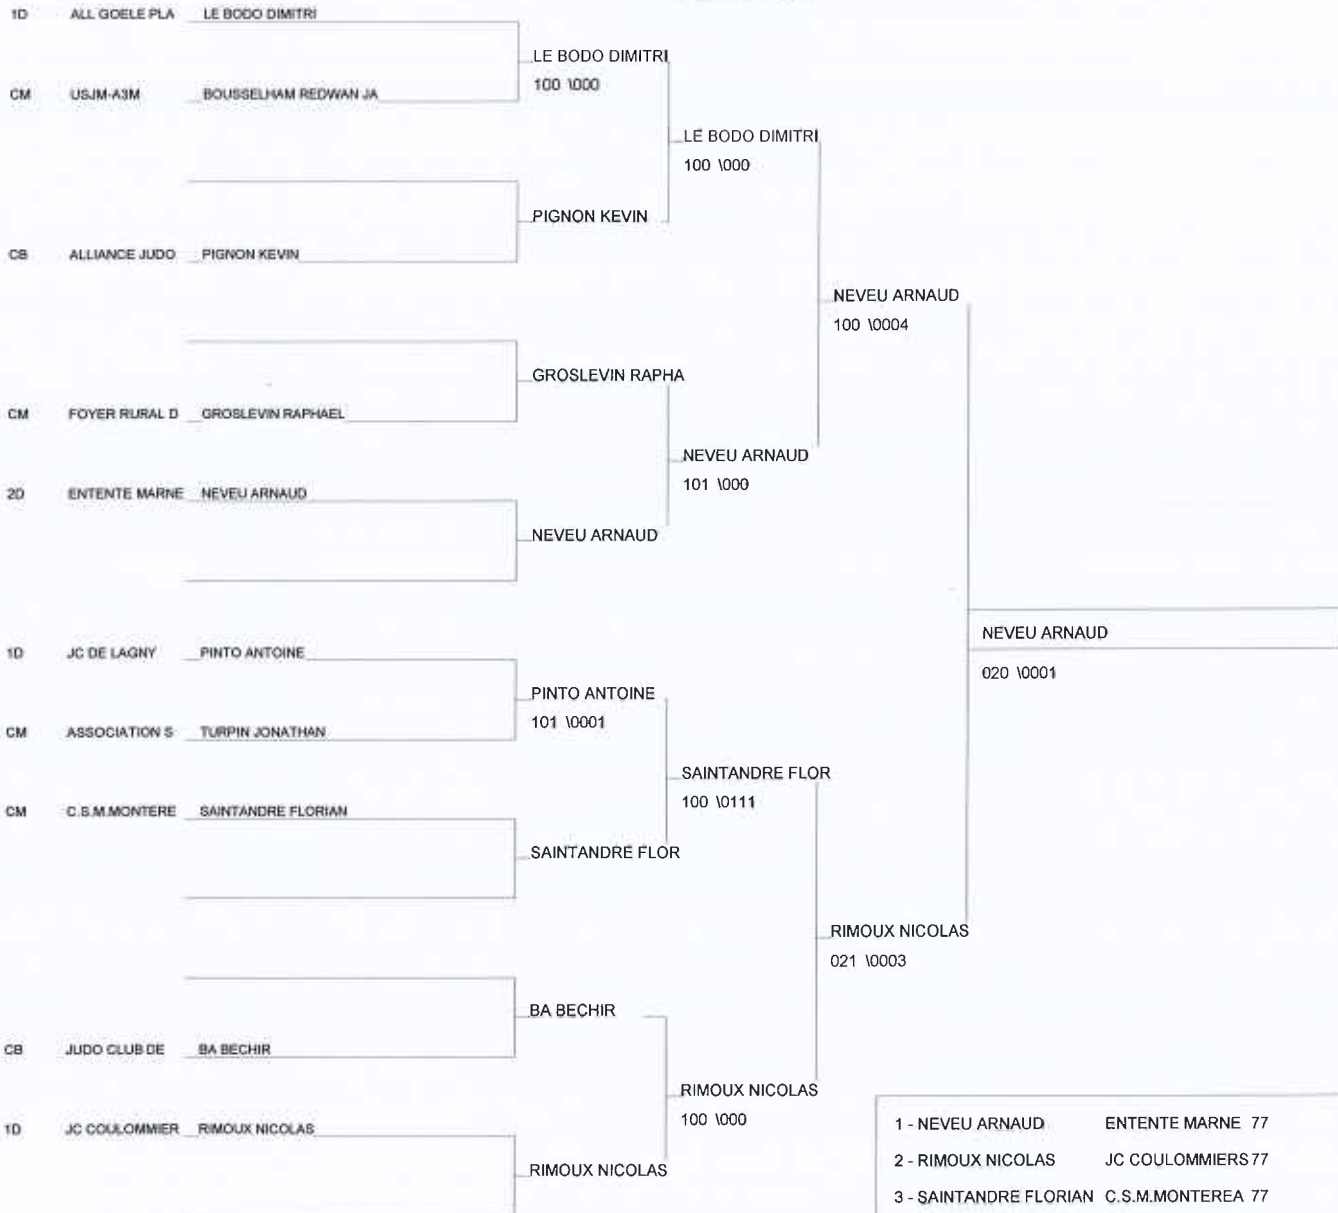 1D ALL GOELE PLA LE BODO DIMITRI
LE BODO DIMITRI
100 \000
CM USJM-A3M BOUSSELHAM REDWAN JA
LE BODO DIMITRI
100 \000
PIGNON KEVIN
CB ALLIANCE JUDO PIGNON KEVIN
NEVEU ARNAUD
100 \0004
GROSLEVIN RAPHA
CM FOYER RURAL D GROSLEVIN RAPHAEL
NEVEU ARNAUD
101 \000
2D ENTENTE MARNE NEVEU ARNAUD
NEVEU ARNAUD
NEVEU ARNAUD
020 \0001
1D JC DE LAGNY PINTO ANTOINE
PINTO ANTOINE
101 \0001
CM ASSOCIATION S TURPIN JONATHAN
SAINTANDRE FLOR
100 \0111
CM C.S.M.MONTERE SAINTANDRE FLORIAN
SAINTANDRE FLOR
RIMOUX NICOLAS
021 \0003
BA BECHIR
CB JUDO CLUB DE BA BECHIR
RIMOUX NICOLAS
100 \000
1D JC COULOMMIER RIMOUX NICOLAS
RIMOUX NICOLAS
1 - NEVEU ARNAUD ENTENTE MARNE 77
2 - RIMOUX NICOLAS JC COULOMMIERS 77
3 - SAINTANDRE FLORIAN C.S.M.MONTEREA 77